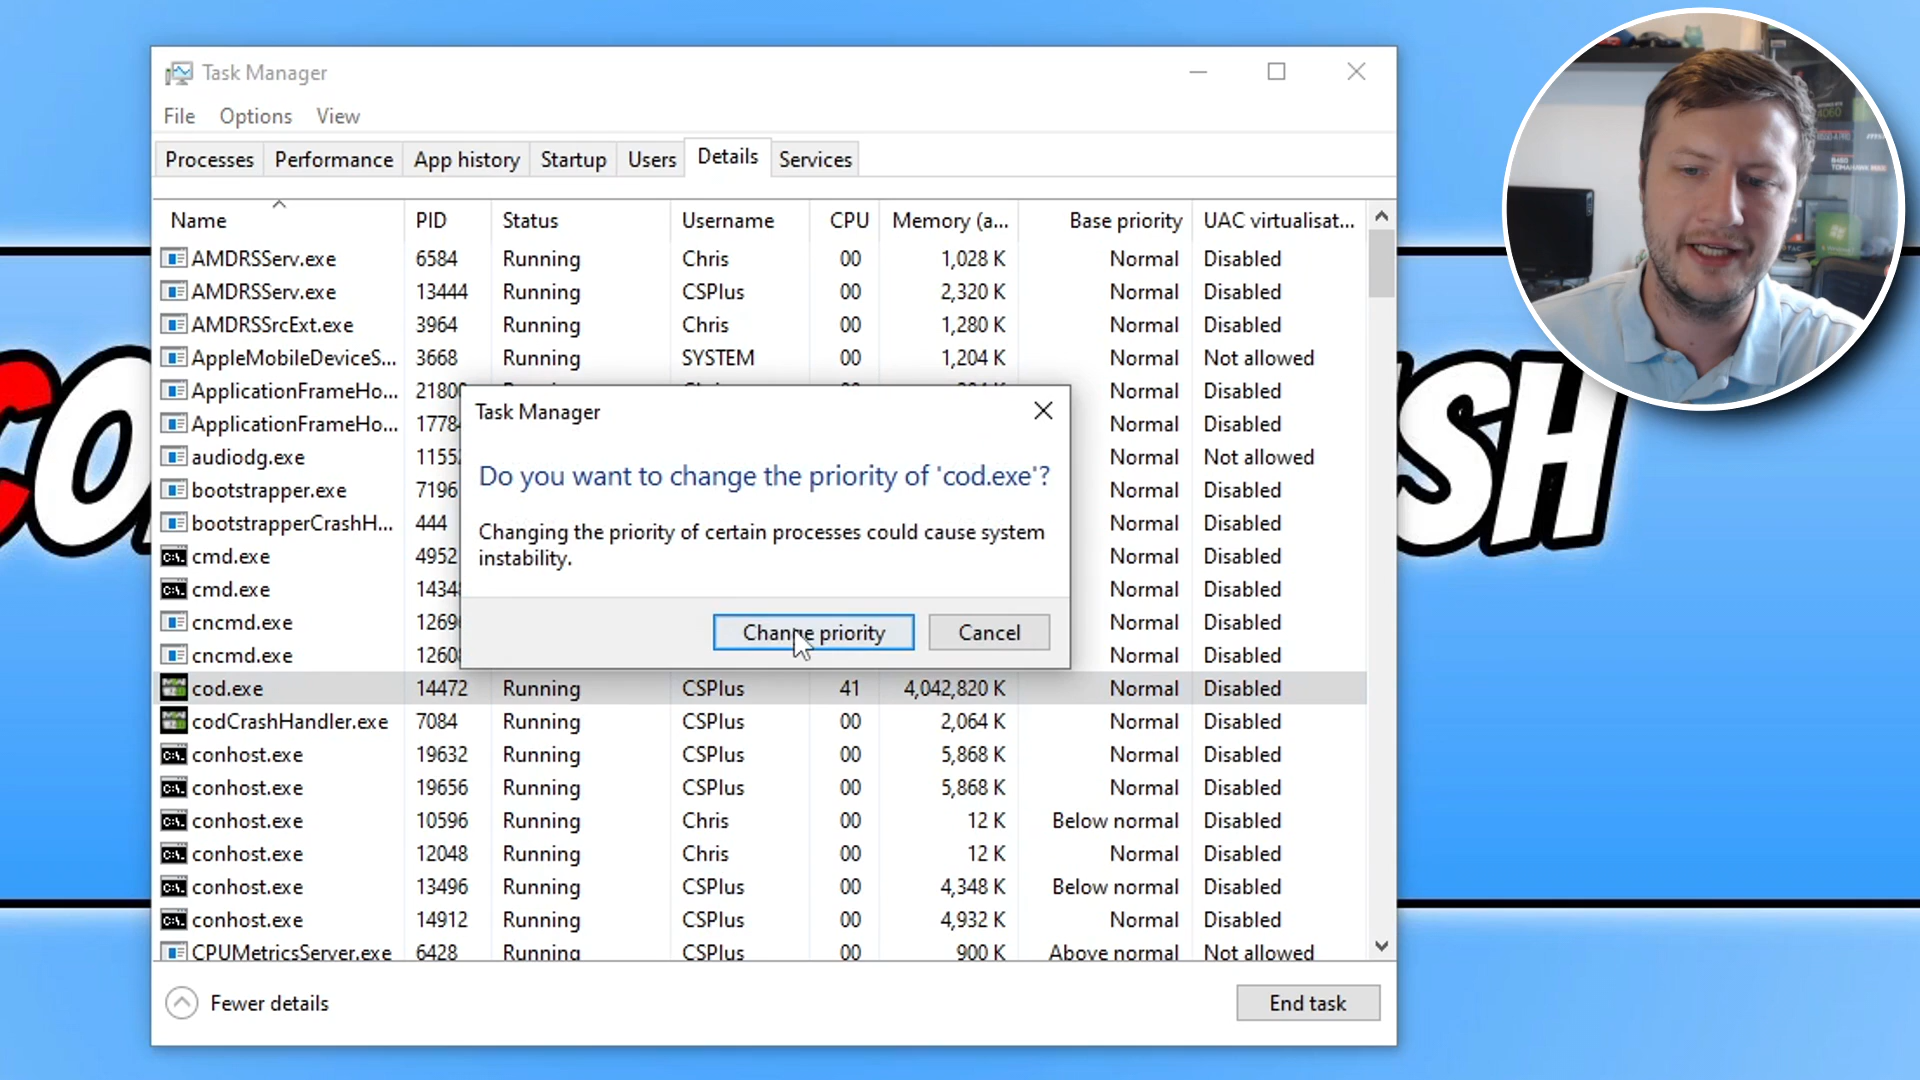 Task Manager
File Options View
Processes Performance App history Startup Users Details Services
Name PID Status Username CPU Memory (a... Base priority UAC virtualisat...
AMDRSServ.exe 6584 Running Chris 00 1,028 K Normal Disabled
AMDRSServ.exe 13444 Running CSPlus 00 2,320 K Normal Disabled
AMDRSSrcExt.exe 3964 Running Chris 00 1,280 K Normal Disabled
AppleMobileDeviceS... 3668 Running SYSTEM 00 1,204 K Normal Not allowed
ApplicationFrameHo... 21800 Normal Disabled
ApplicationFrameHo... 17784 Normal Disabled
audiodg.exe 1155 Normal Not allowed
bootstrapper.exe 7196 Normal Disabled
bootstrapperCrashH... 444 Normal Disabled
cmd.exe 4952 Normal Disabled
cmd.exe 1434 Normal Disabled
cncmd.exe 1269 Normal Disabled
cncmd.exe 12608 Normal Disabled
Task Manager
Do you want to change the priority of 'cod.exe'?
Changing the priority of certain processes could cause system
instability.
Change priority Cancel
cod.exe 14472 Running CSPlus 41 4,042,820 K Normal Disabled
codCrashHandler.exe 7084 Running CSPlus 00 2,064 K Normal Disabled
conhost.exe 19632 Running CSPlus 00 5,868 K Normal Disabled
conhost.exe 19656 Running CSPlus 00 5,868 K Normal Disabled
conhost.exe 10596 Running Chris 00 12 K Below normal Disabled
conhost.exe 12048 Running Chris 00 12 K Normal Disabled
conhost.exe 13496 Running CSPlus 00 4,348 K Below normal Disabled
conhost.exe 14912 Running CSPlus 00 4,932 K Normal Disabled
CPUMetricsServer.exe 6428 Running CSPlus 00 900 K Above normal Not allowed
Fewer details End task